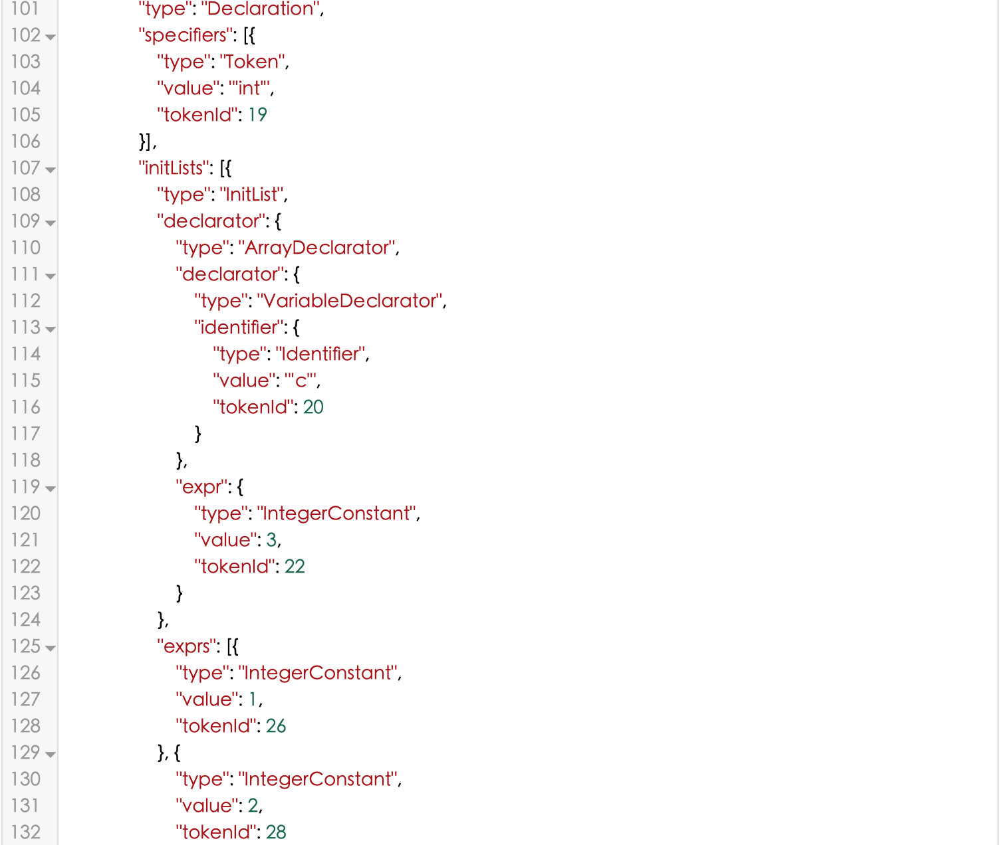 101 "type": "Declaration",
102 "specifiers": [{
103 "type": "Token",
104 "value": "'int'",
105 "tokenId": 19
106 }],
107 "initLists": [{
108 "type": "InitList",
109 "declarator": {
110 "type": "ArrayDeclarator",
111 "declarator": {
112 "type": "VariableDeclarator",
113 "identifier": {
114 "type": "Identifier",
115 "value": "'c'",
116 "tokenId": 20
117 }
118 },
119 "expr": {
120 "type": "IntegerConstant",
121 "value": 3,
122 "tokenId": 22
123 }
124 },
125 "exprs": [{
126 "type": "IntegerConstant",
127 "value": 1,
128 "tokenId": 26
129 }, {
130 "type": "IntegerConstant",
131 "value": 2,
132 "tokenId": 28